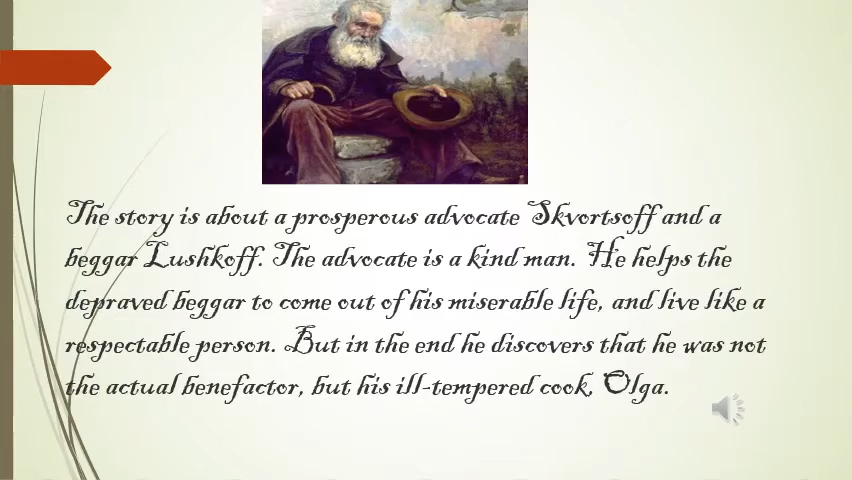 The story is about a prosperous advocate Skvortsoff and a
beggar Lushkoff. The advocate is a kind man. He helps the
depraved beggar to come out of his miserable life, and live like a
respectable person. But in the end he discovers that he was not
the actual benefactor, but his ill-tempered cook, Olga.